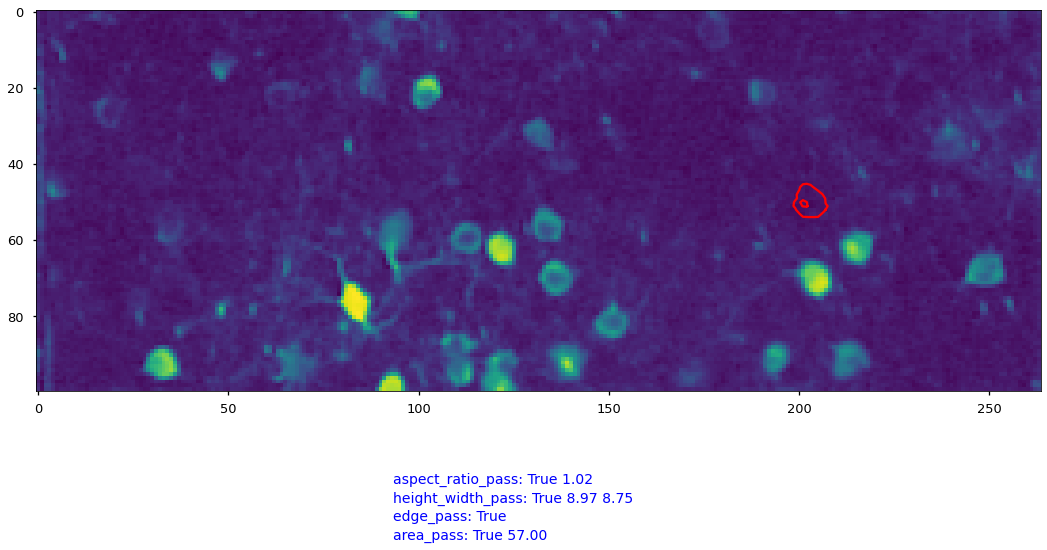 0
20
40
60
80
0 50 100 150 200 250
aspect_ratio_pass: True 1.02
height_width_pass: True 8.97 8.75
edge_pass: True
area_pass: True 57.00